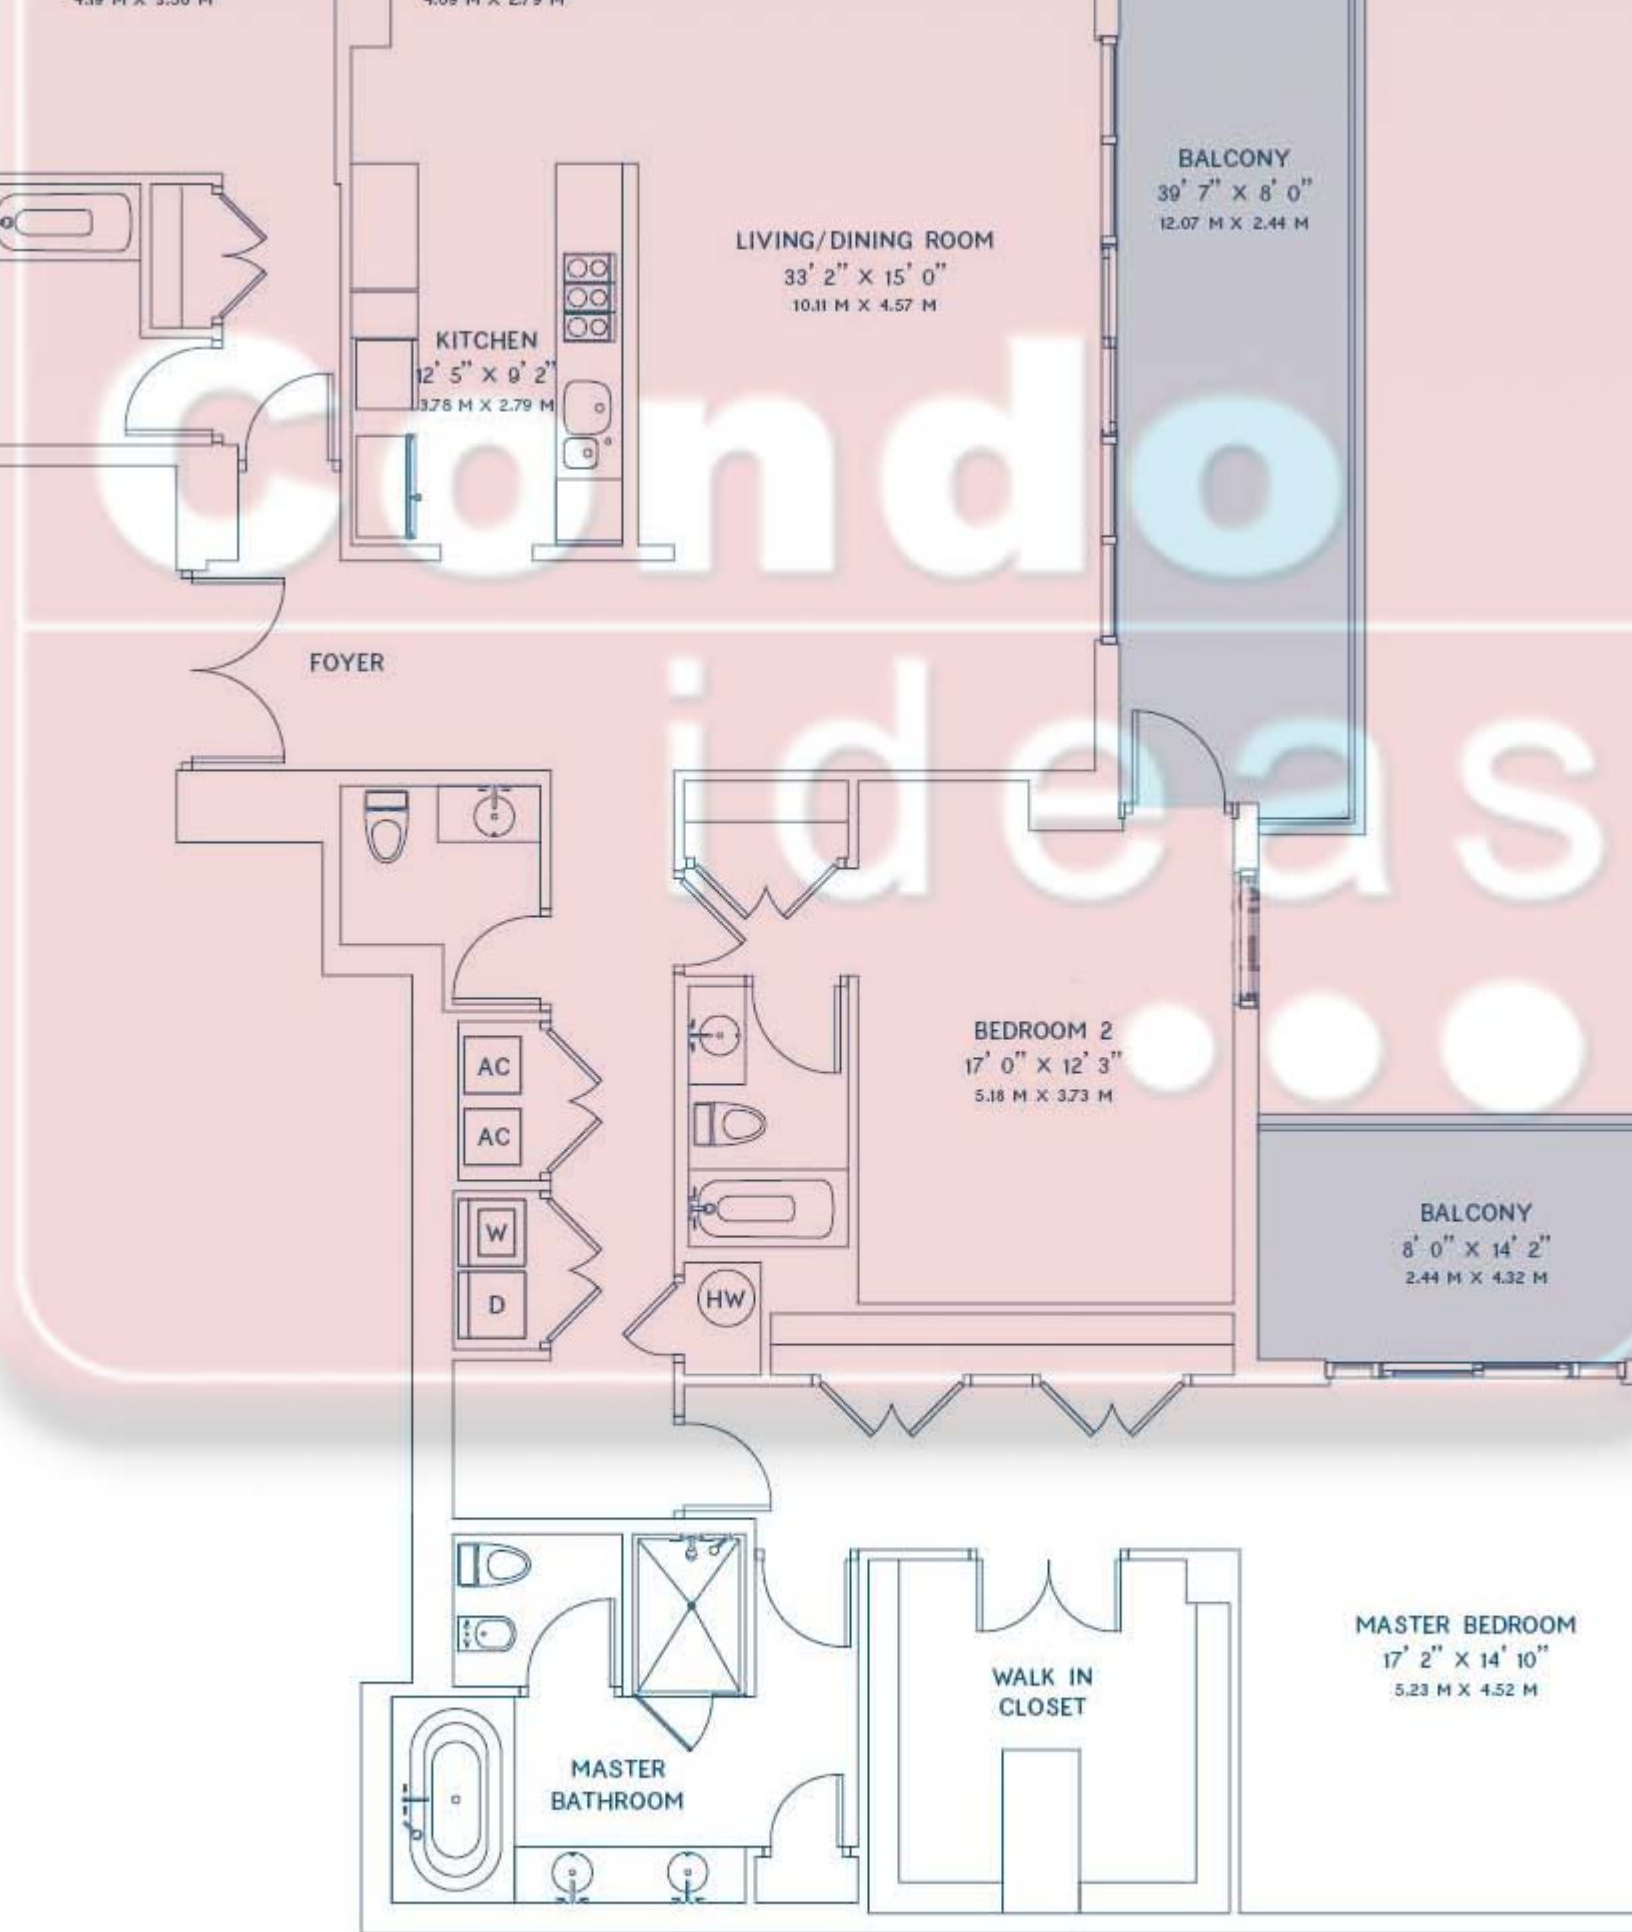 BALCONY
39' 7" X 8' 0"
12.07 M X 2.44 M
LIVING/DINING ROOM
33' 2" X 15' 0"
10.11 M X 4.57 M
KITCHEN
12' 5" X 9' 2"
3.78 M X 2.79 M
Condo
FOYER
ideas
BEDROOM 2
17' 0" X 12' 3"
5.18 M X 3.73 M
AC
AC
W
D
HW
BALCONY
8' 0" X 14' 2"
2.44 M X 4.32 M
MASTER BEDROOM
17' 2" X 14' 10"
5.23 M X 4.52 M
WALK IN
CLOSET
MASTER
BATHROOM